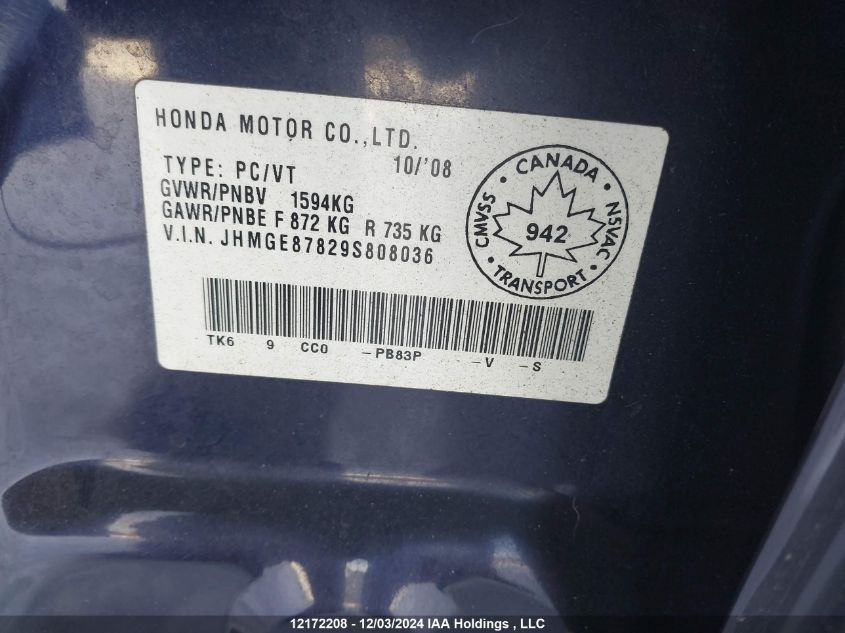 HONDA MOTOR CO.,LTD.
10/'08
TYPE: PC/VT
GVWR/PNBV 1594KG
GAWR/PNBE F 872 KG R 735 KG
V.I.N. JHMGE87829S808036
CANADA
CMVSS 942 NSVAC
TRANSPORT
TK6 9 CC0 -PB83P -V -S
12172208 - 12/03/2024 IAA Holdings , LLC